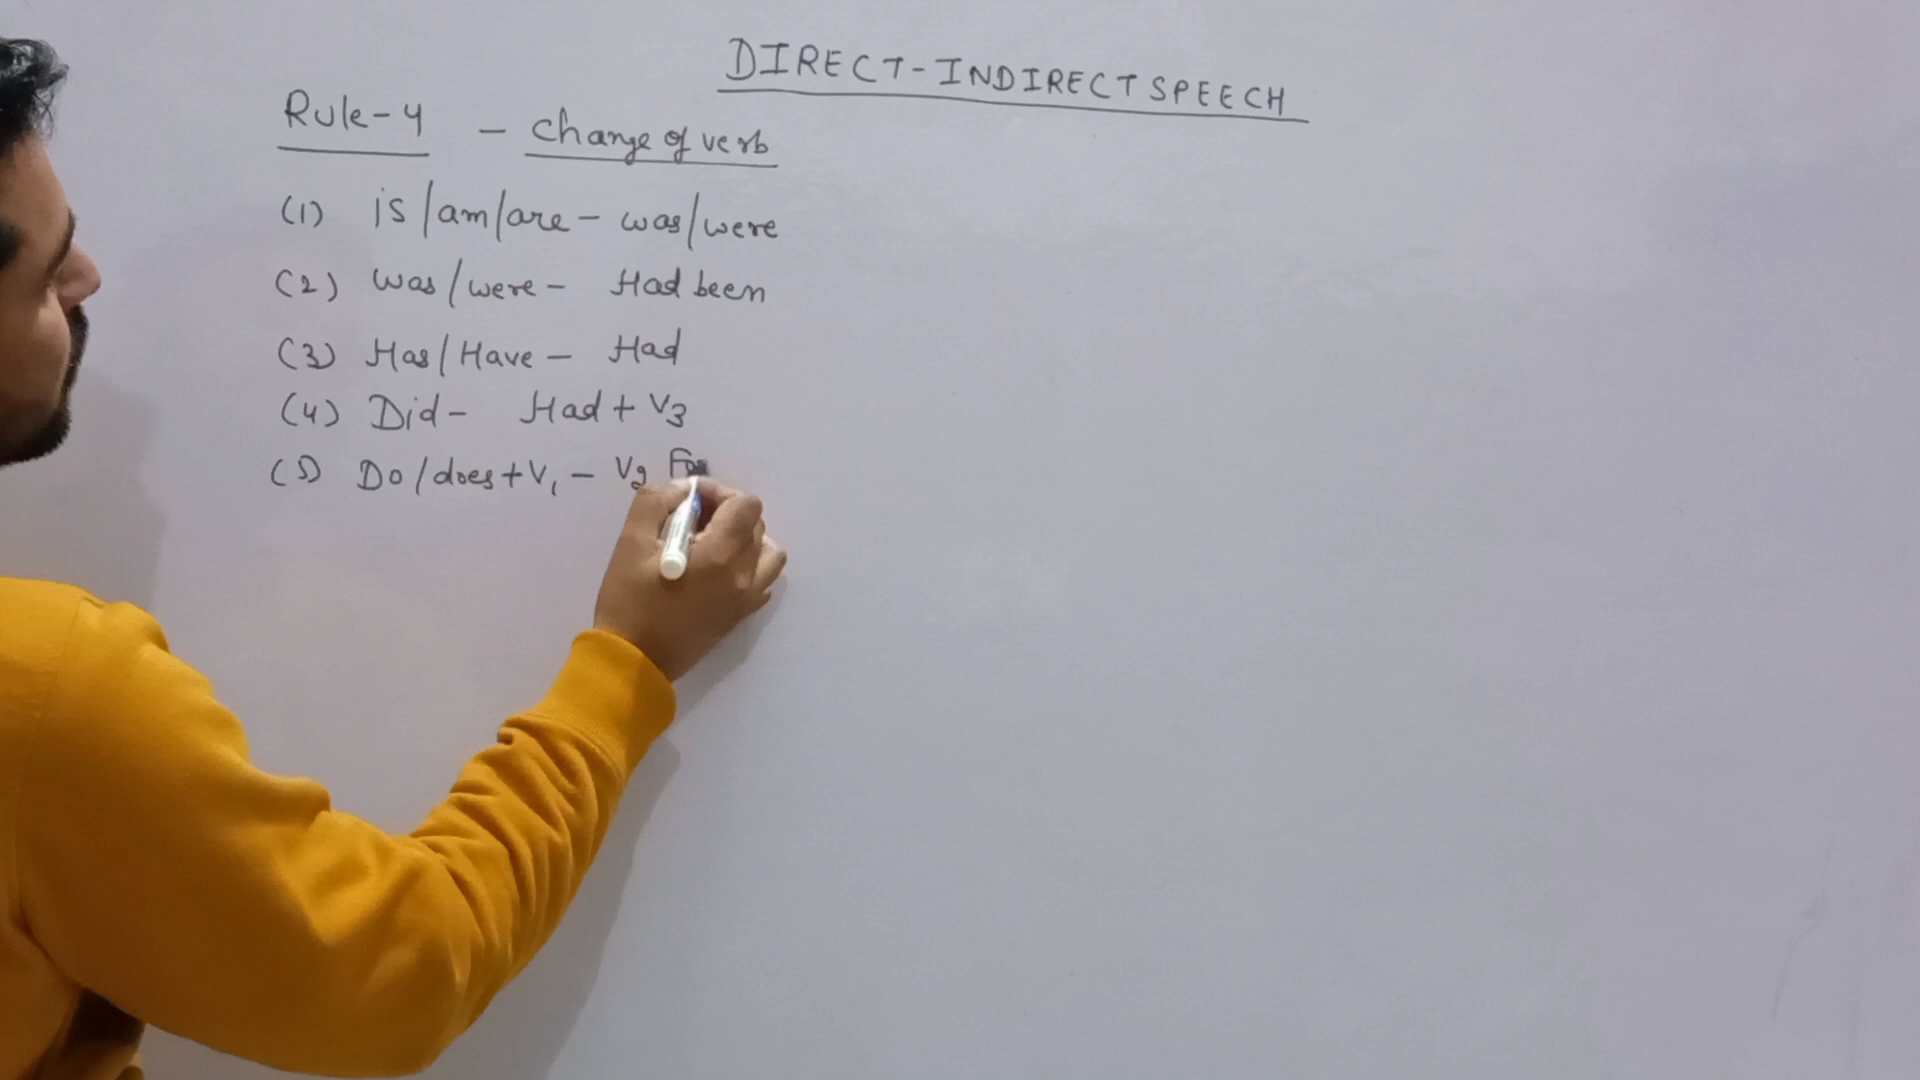 DIRECT-INDIRECT SPEECH
Rule-4 - Change of verb
(1) is/am/are - was/were
(2) was/were - Had been
(3) Has/Have - Had
(4) Did - Had + V3
(5) Do/does + V1 - V2